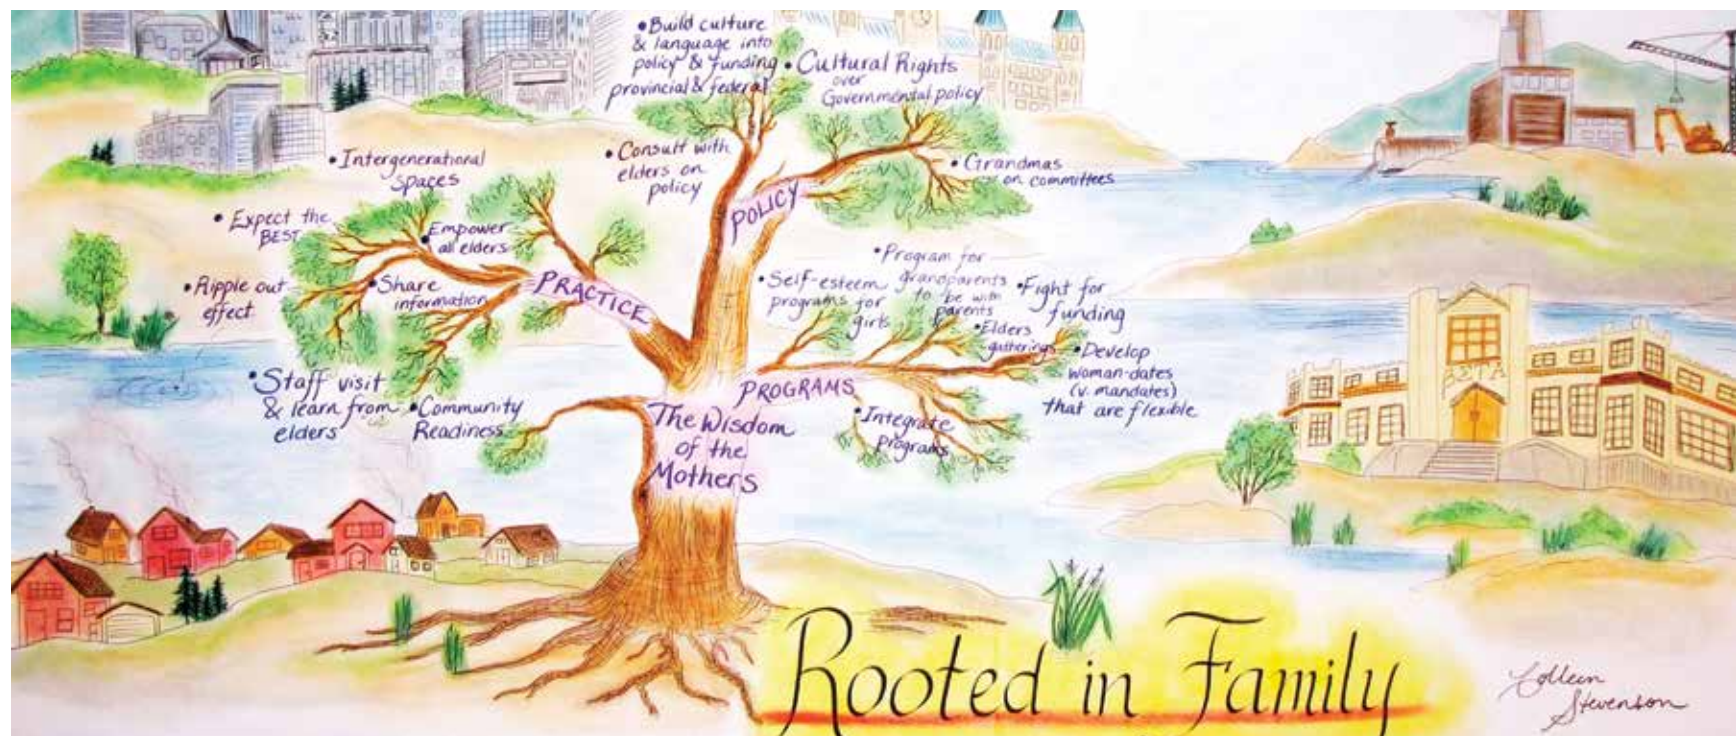 • Build culture
& language into
policy & funding
provincial & federal
• Cultural Rights
over
Governmental policy
• Consult with
elders on
policy
• Grandmas
on committees
POLICY
• Intergenerational
spaces
• Expect the
BEST
• Empower
all elders
• Ripple out
effect
• Share
information
PRACTICE
• Staff visit
& learn from
elders
• Community
Readiness
• Program for
grandparents
to be with
parents
• Self-esteem
programs for
girls
• Fight for
funding
• Elders
gatherings
• Develop
woman-dates
(v. mandates)
that are flexible
PROGRAMS
• Integrate
programs
The Wisdom
of the
Mothers
Rooted in Family
Colleen
Stevenson